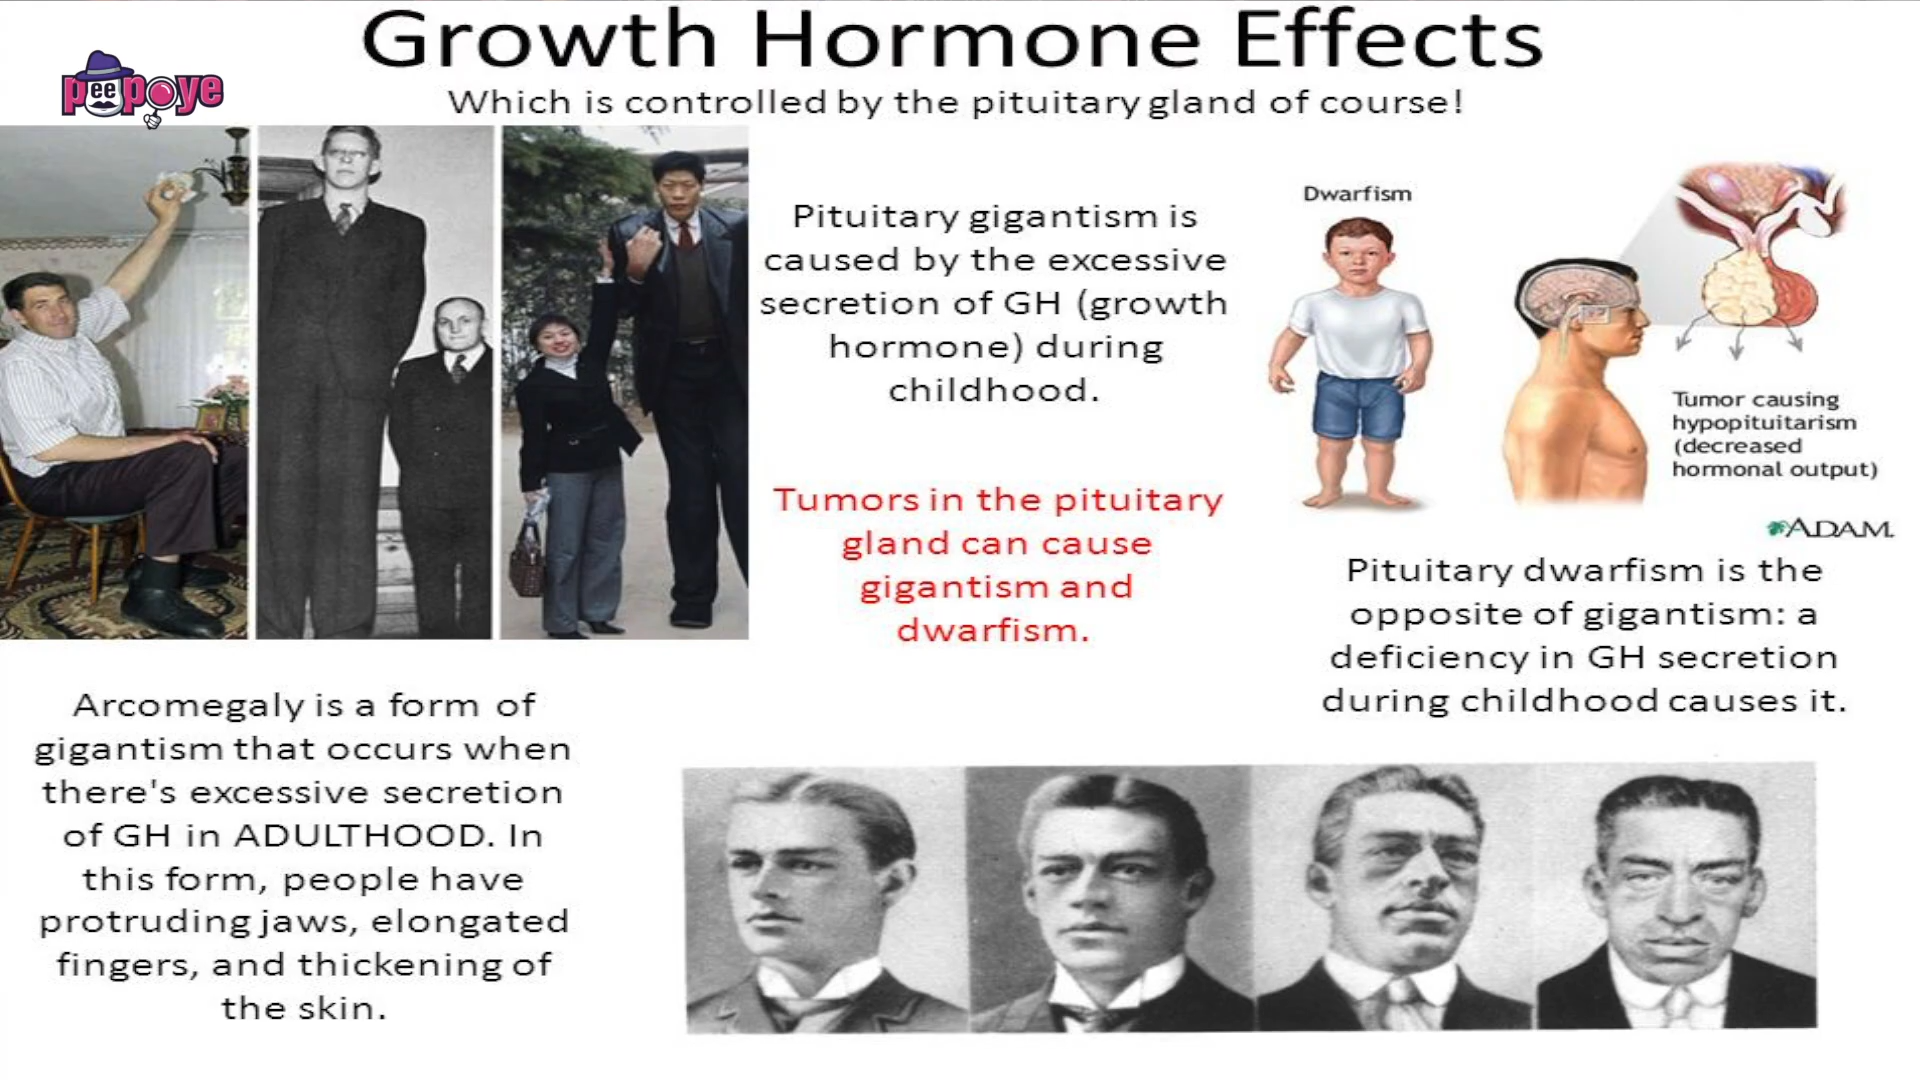 Growth Hormone Effects
Which is controlled by the pituitary gland of course!
peepoye
Pituitary gigantism is
caused by the excessive
secretion of GH (growth
hormone) during
childhood.
Tumors in the pituitary
gland can cause
gigantism and
dwarfism.
Dwarfism
Tumor causing
hypopituitarism
(decreased
hormonal output)
ADAM.
Pituitary dwarfism is the
opposite of gigantism: a
deficiency in GH secretion
during childhood causes it.
Arcomegaly is a form of
gigantism that occurs when
there's excessive secretion
of GH in ADULTHOOD. In
this form, people have
protruding jaws, elongated
fingers, and thickening of
the skin.